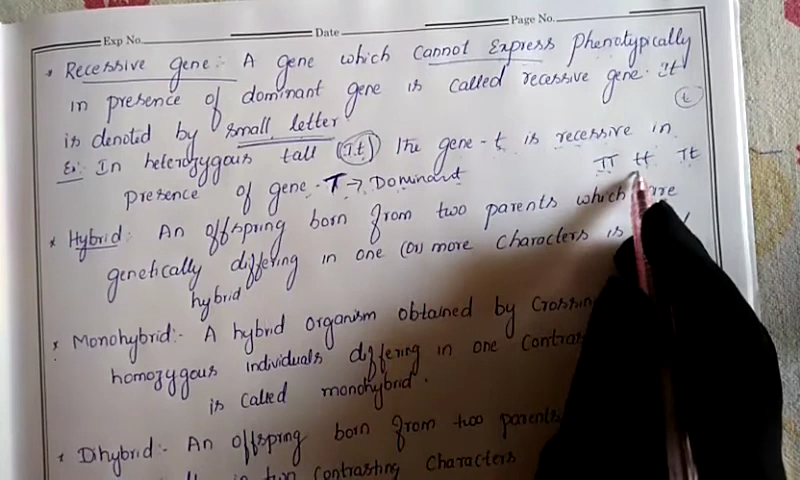 Exp No. Date Page No.
* Recessive gene:- A gene which cannot Express phenotypically
in presence of dominant gene is called recessive gene. It
is denoted by small letter (t)
Ex:- In heterozygous tall (Tt) The gene - t is recessive in
presence of gene - T → Dominant TT tt Tt
* Hybrid: An offspring born from two parents which are
genetically differing in one (or) more characters is
hybrid
* Monohybrid:- A hybrid organism obtained by Crossing
homozygous individuals differing in one
is called monohybrid.
* Dihybrid:- An offspring born from two parents
in two contrasting characters